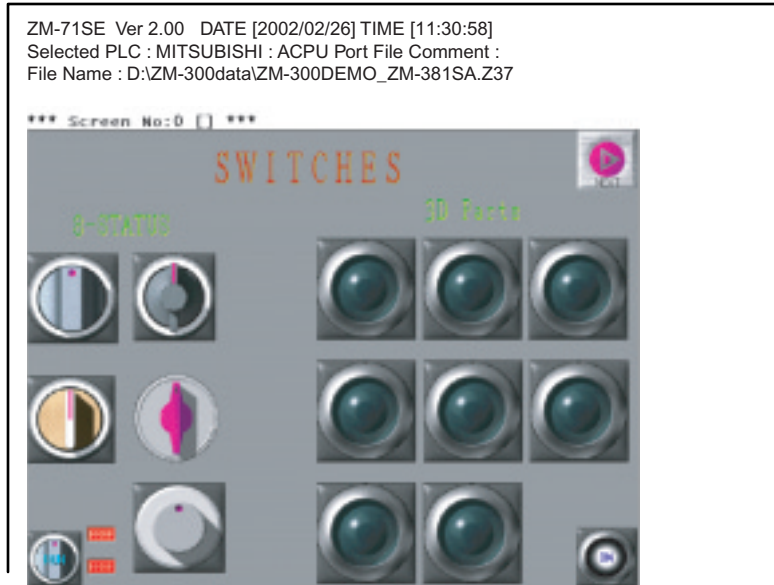 ZM-71SE Ver 2.00 DATE [2002/02/26] TIME [11:30:58]
Selected PLC : MITSUBISHI : ACPU Port File Comment :
File Name : D:\ZM-300data\ZM-300DEMO_ZM-381SA.Z37
*** Screen No:0 [] ***
SWITCHES
NEXT
3D Parts